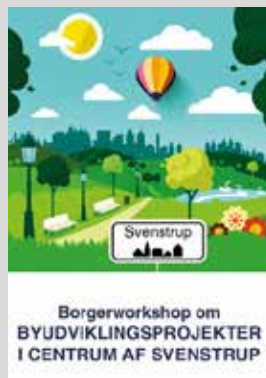 Svenstrup
Borgerworkshop om
BYUDVIKLINGSPROJEKTER
I CENTRUM AF SVENSTRUP